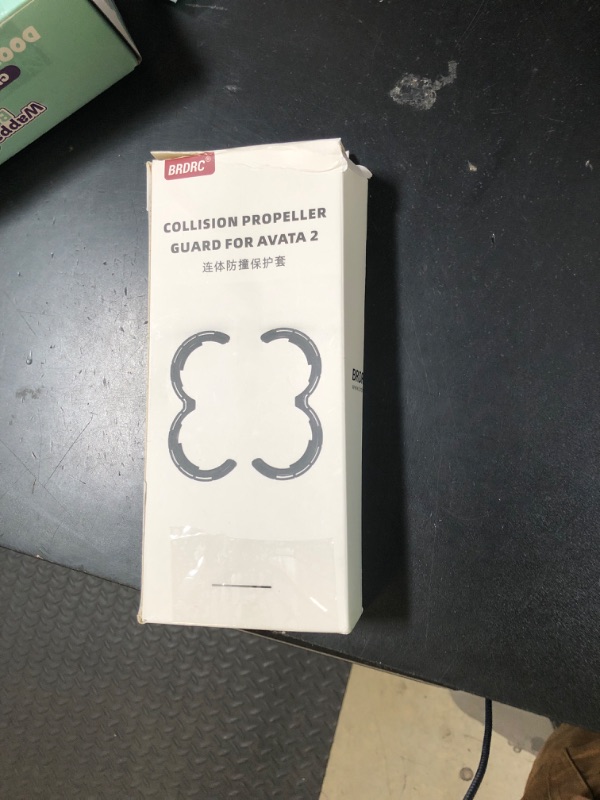 BRDRC®
COLLISION PROPELLER
GUARD FOR AVATA 2
连体防撞保护套